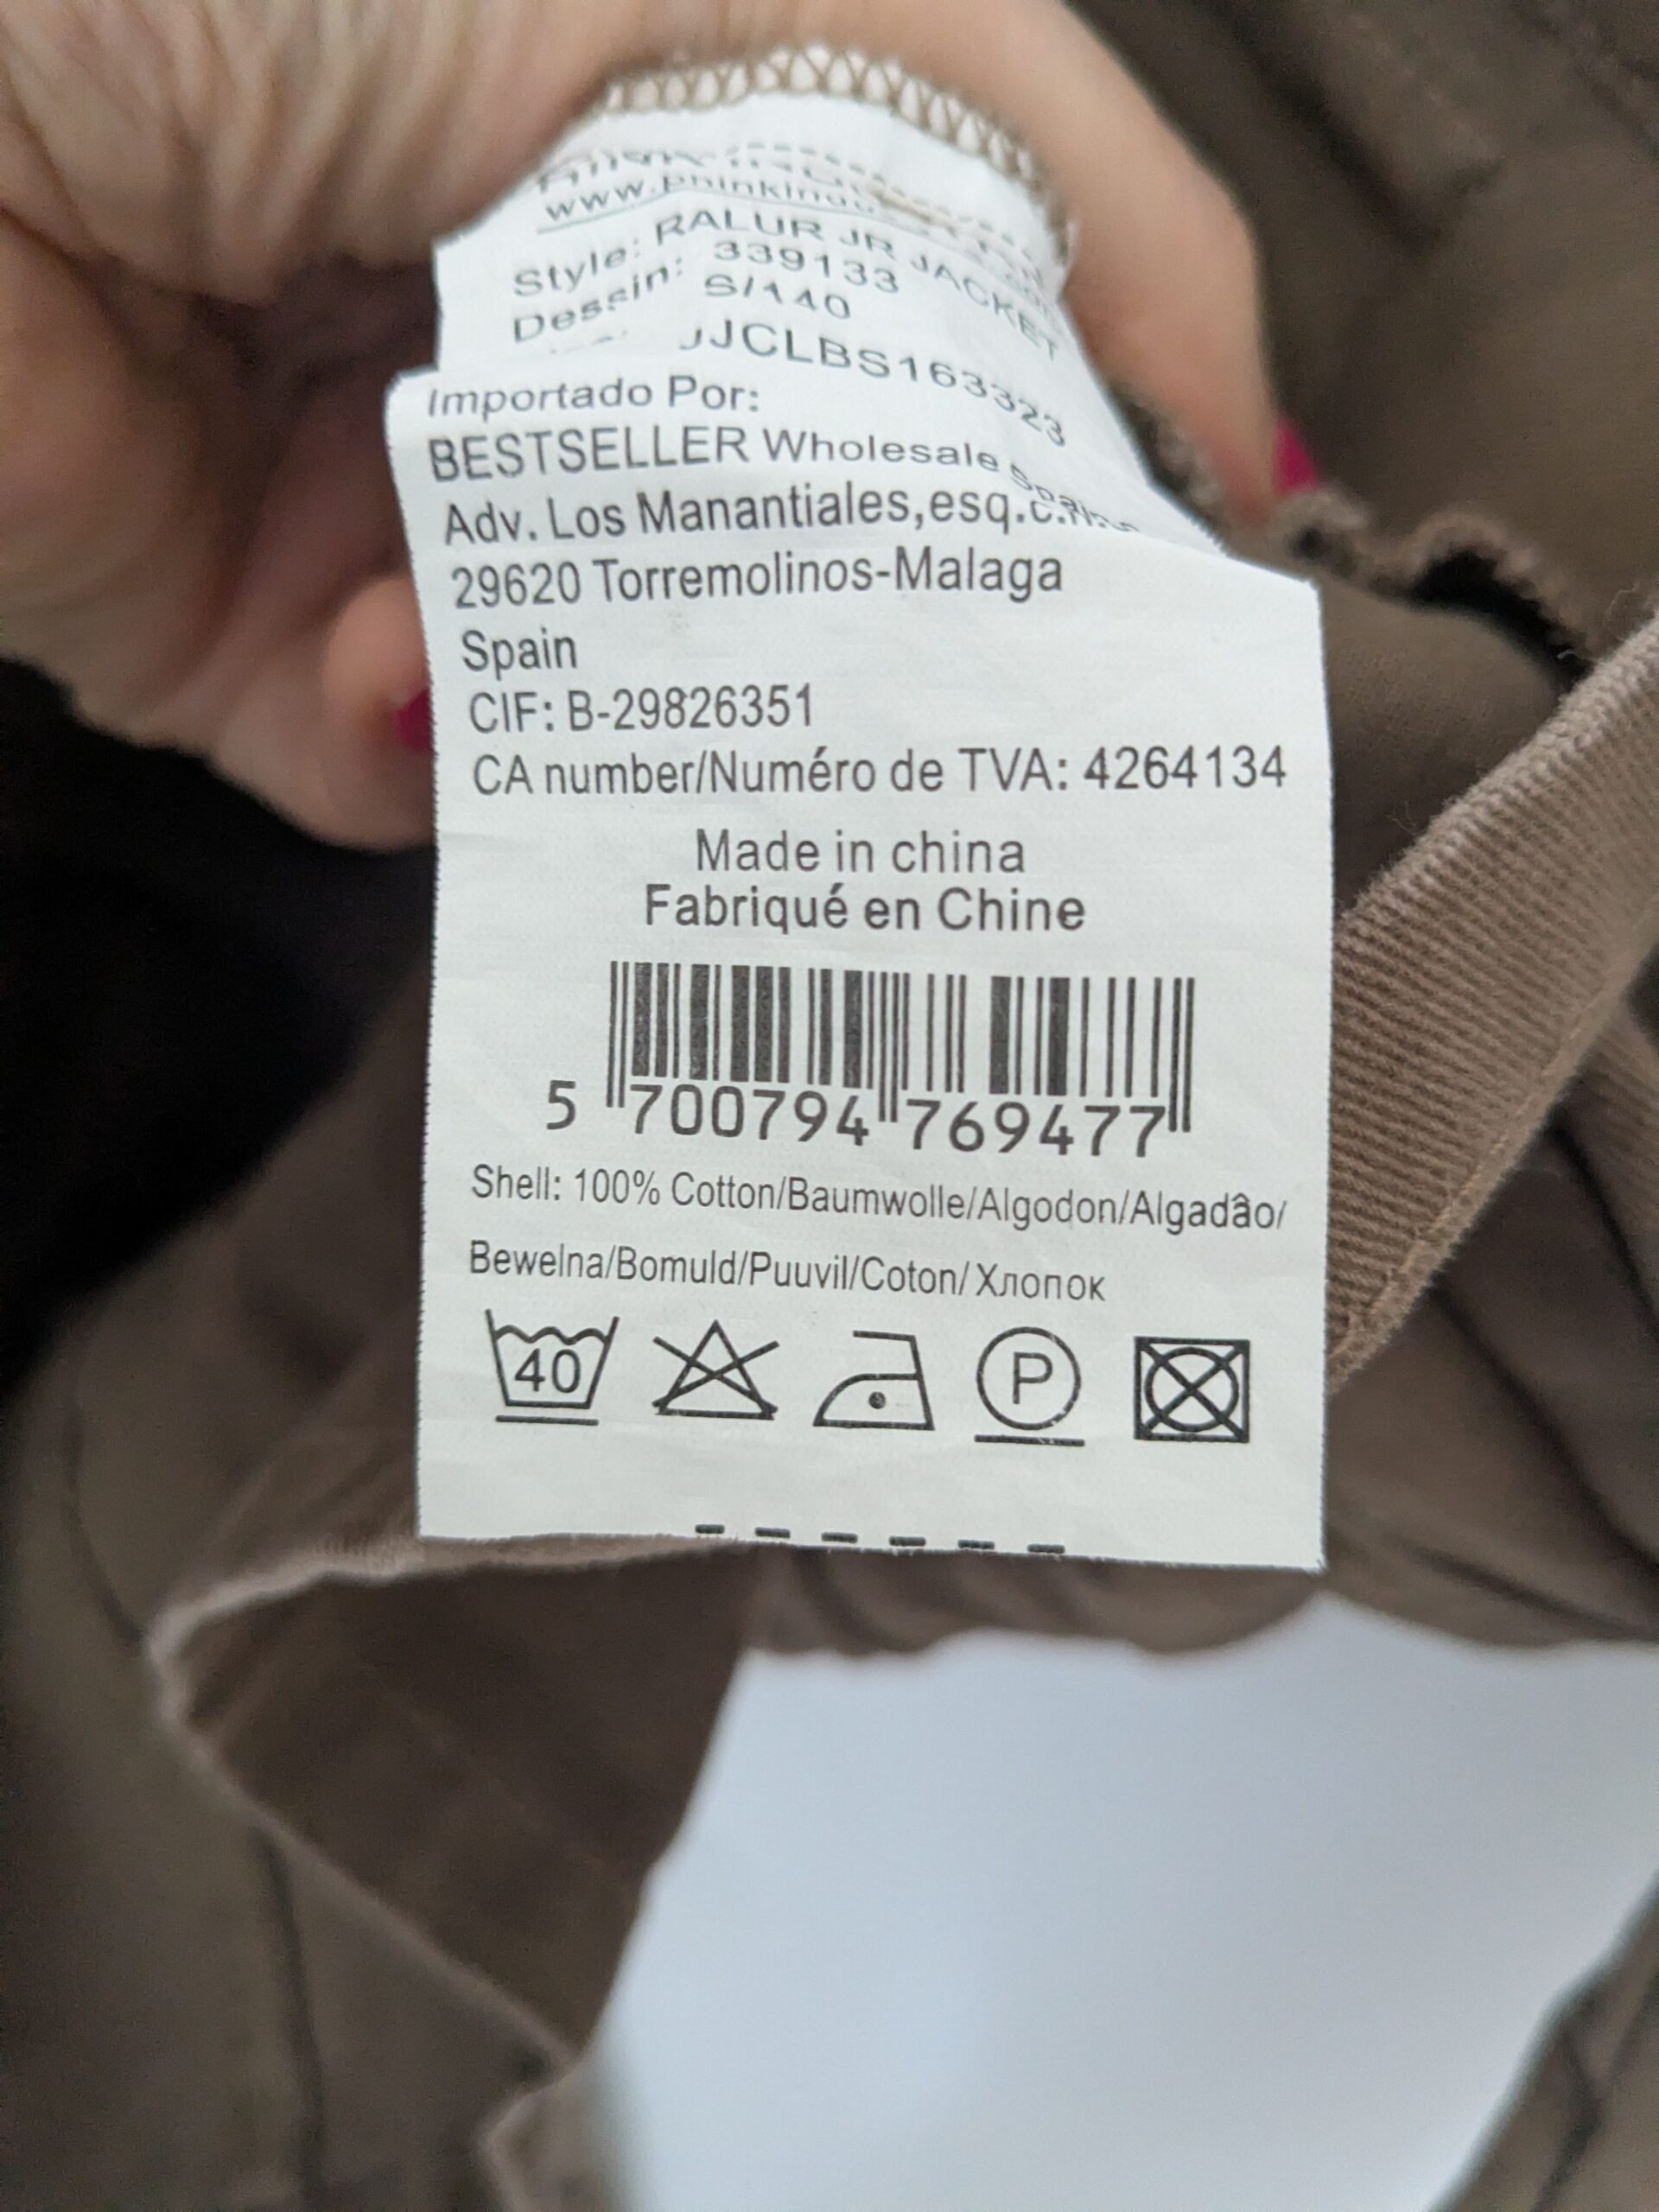 Style: RALUR JR JACKET
Dessin: 339133
S/140
JJCLBS163323
Importado Por:
BESTSELLER Wholesale Spain
Adv. Los Manantiales,esq.
29620 Torremolinos-Malaga
Spain
CIF: B-29826351
CA number/Numéro de TVA: 4264134
Made in china
Fabriqué en Chine
5 700794 769477
Shell: 100% Cotton/Baumwolle/Algodon/Algadâo/
Bewelna/Bomuld/Puuvil/Coton/ Хлопок
40
P